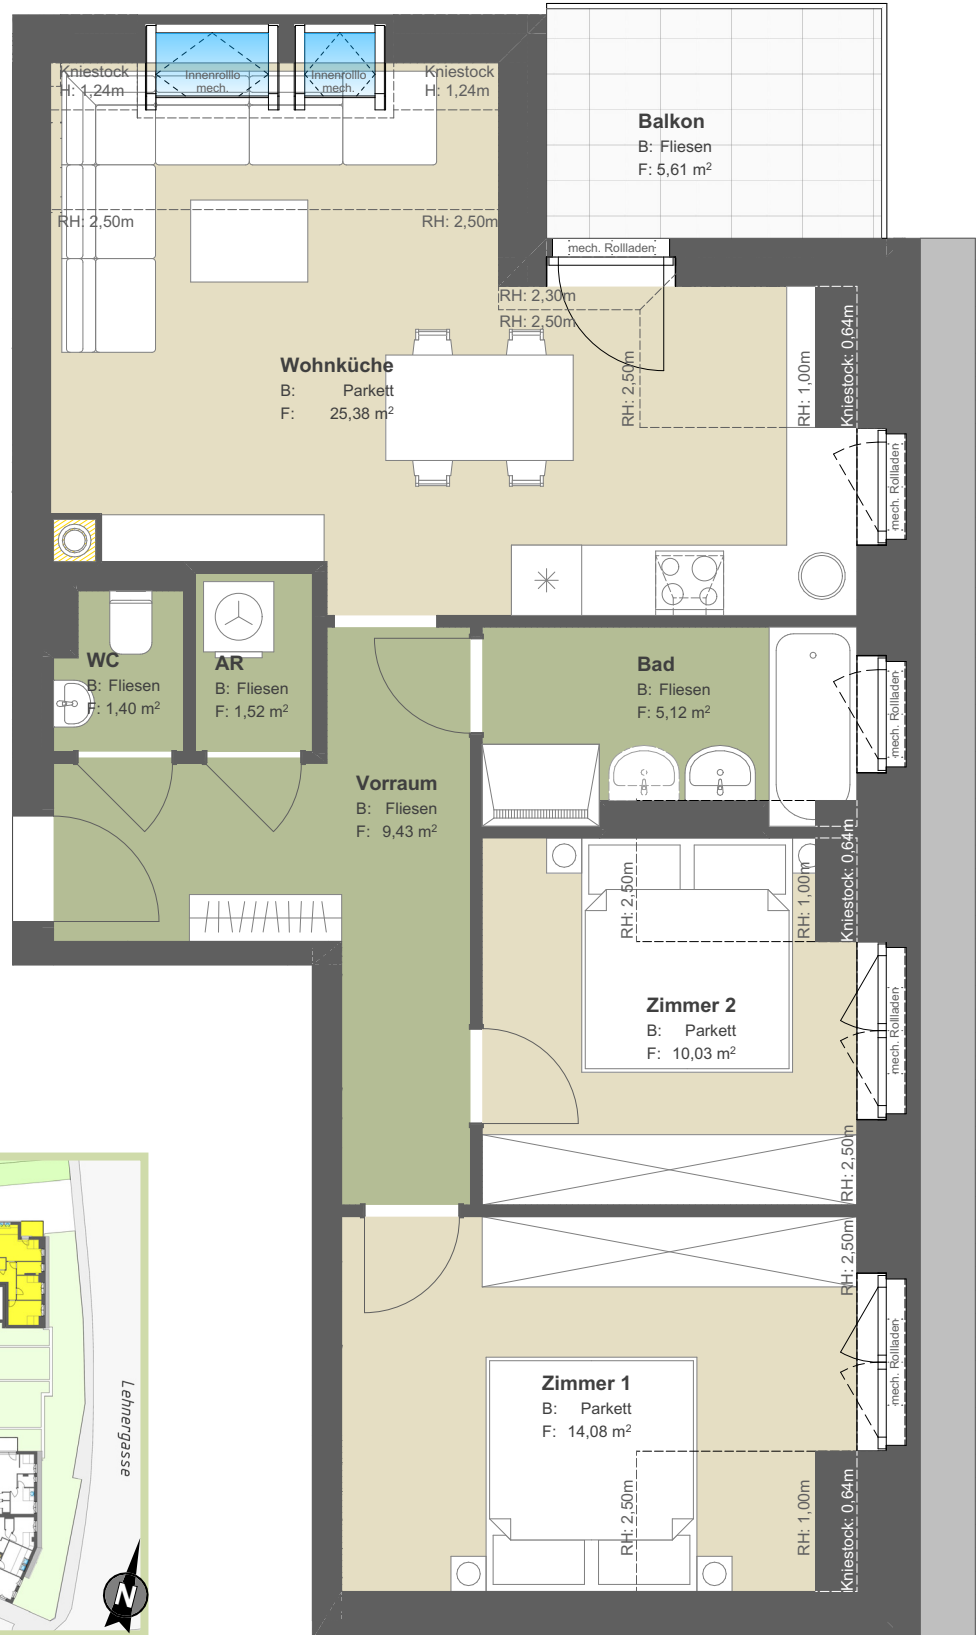 Kniestock
H: 1,24m
Innenrolllo
mech.
Innenrolllo
mech.
Kniestock
H: 1,24m
Balkon
B: Fliesen
F: 5,61 m²
RH: 2,50m
RH: 2,50m
mech. Rollladen
RH: 2,30m
RH: 2,50m
Wohnküche
B: Parkett
F: 25,38 m²
RH: 2,50m
RH: 1,00m
Kniestock: 0,64m
mech. Rollladen
WC
B: Fliesen
F: 1,40 m²
AR
B: Fliesen
F: 1,52 m²
Bad
B: Fliesen
F: 5,12 m²
mech. Rollladen
Vorraum
B: Fliesen
F: 9,43 m²
RH: 2,50m
RH: 1,00m
Kniestock: 0,64m
Zimmer 2
B: Parkett
F: 10,03 m²
mech. Rollladen
RH: 2,50m
RH: 2,50m
mech. Rollladen
Zimmer 1
B: Parkett
F: 14,08 m²
RH: 2,50m
RH: 1,00m
Kniestock: 0,64m
Lehnergasse
N